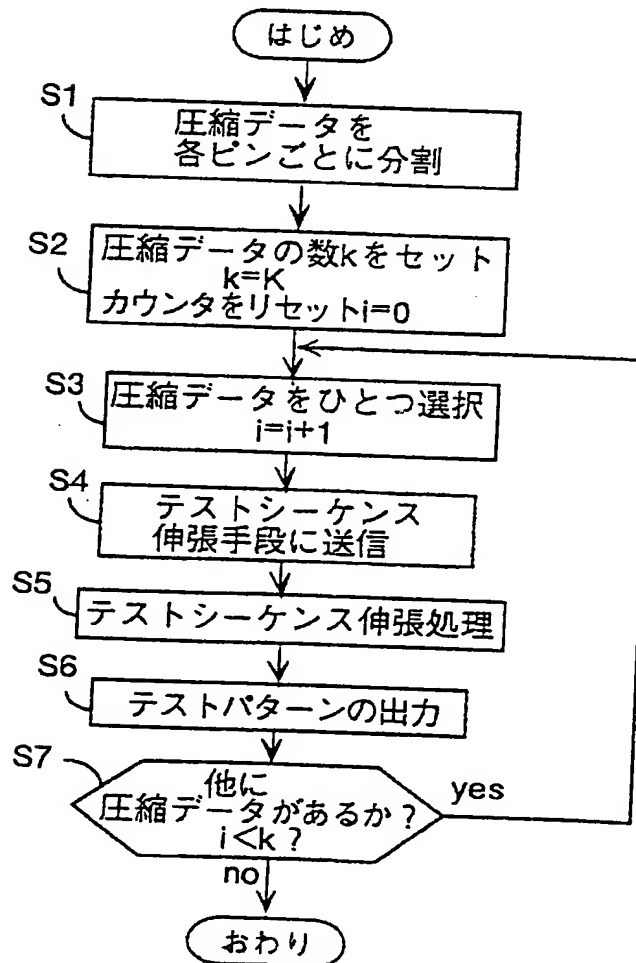 はじめ
S1
圧縮データを
各ピンごとに分割
S2
圧縮データの数kをセット
k=K
カウンタをリセットi=0
S3
圧縮データをひとつ選択
i=i+1
S4
テストシーケンス
伸張手段に送信
S5
テストシーケンス伸張処理
S6
テストパターンの出力
S7
他に
圧縮データがあるか？
i<k？
yes
no
おわり